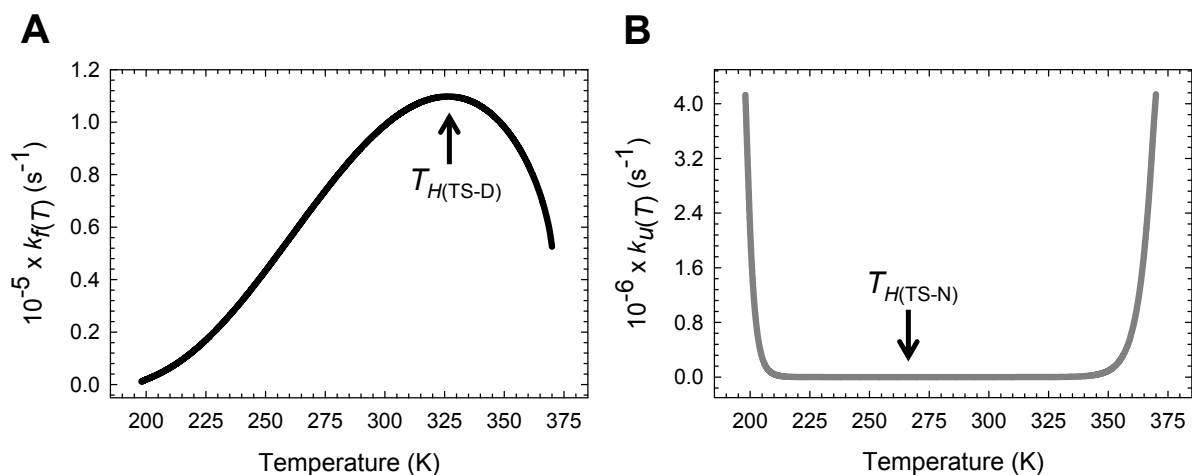 A
10⁻⁵ x k_f(T) (s⁻¹)
1.2
1.0
0.8
0.6
0.4
0.2
0.0
T_H(TS-D)
200 225 250 275 300 325 350 375
Temperature (K)
B
10⁻⁶ x k_u(T) (s⁻¹)
4.0
3.2
2.4
1.6
0.8
0.0
T_H(TS-N)
200 225 250 275 300 325 350 375
Temperature (K)